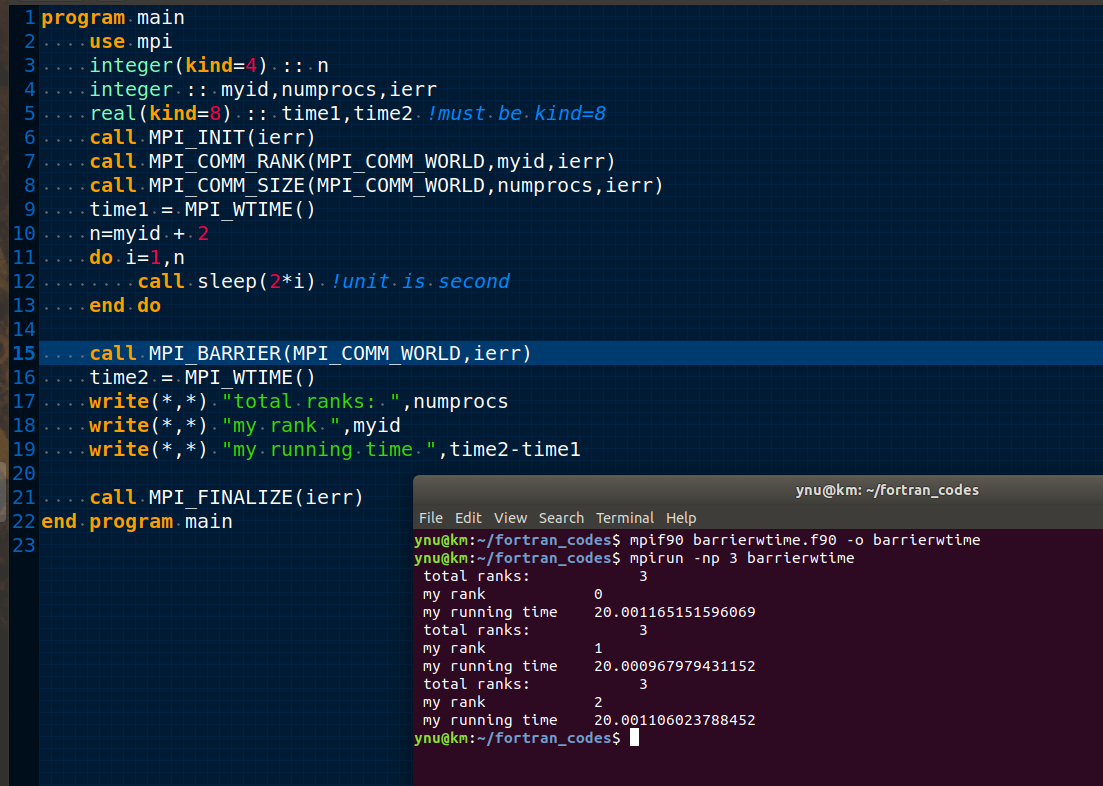 1 program main
2 use mpi
3 integer(kind=4) :: n
4 integer :: myid,numprocs,ierr
5 real(kind=8) :: time1,time2 !must be kind=8
6 call MPI_INIT(ierr)
7 call MPI_COMM_RANK(MPI_COMM_WORLD,myid,ierr)
8 call MPI_COMM_SIZE(MPI_COMM_WORLD,numprocs,ierr)
9 time1 = MPI_WTIME()
10 n=myid + 2
11 do i=1,n
12 call sleep(2*i) !unit is second
13 end do
14
15 call MPI_BARRIER(MPI_COMM_WORLD,ierr)
16 time2 = MPI_WTIME()
17 write(*,*) "total ranks: ",numprocs
18 write(*,*) "my rank ",myid
19 write(*,*) "my running time ",time2-time1
20
21 call MPI_FINALIZE(ierr)
22 end program main
23
ynu@km: ~/fortran_codes
File Edit View Search Terminal Help
ynu@km:~/fortran_codes$ mpif90 barrierwtime.f90 -o barrierwtime
ynu@km:~/fortran_codes$ mpirun -np 3 barrierwtime
total ranks: 3
my rank 0
my running time 20.001165151596069
total ranks: 3
my rank 1
my running time 20.000967979431152
total ranks: 3
my rank 2
my running time 20.001106023788452
ynu@km:~/fortran_codes$